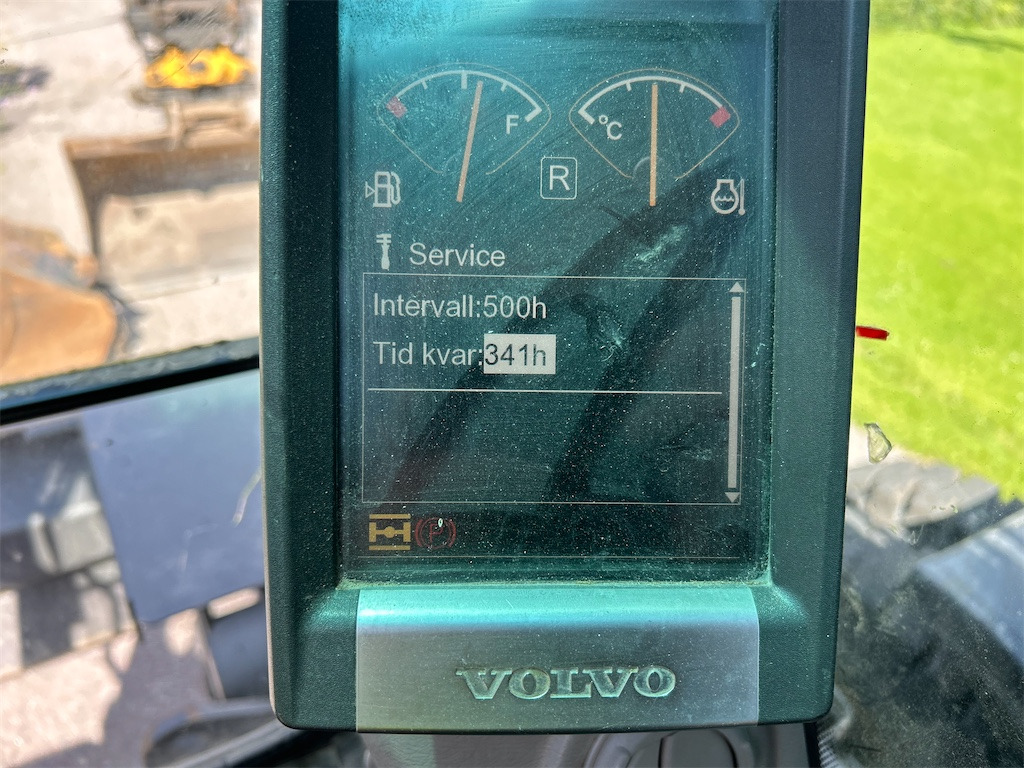 F
°C
R
Service
Intervall:500h
Tid kvar:341h
P
VOLVO